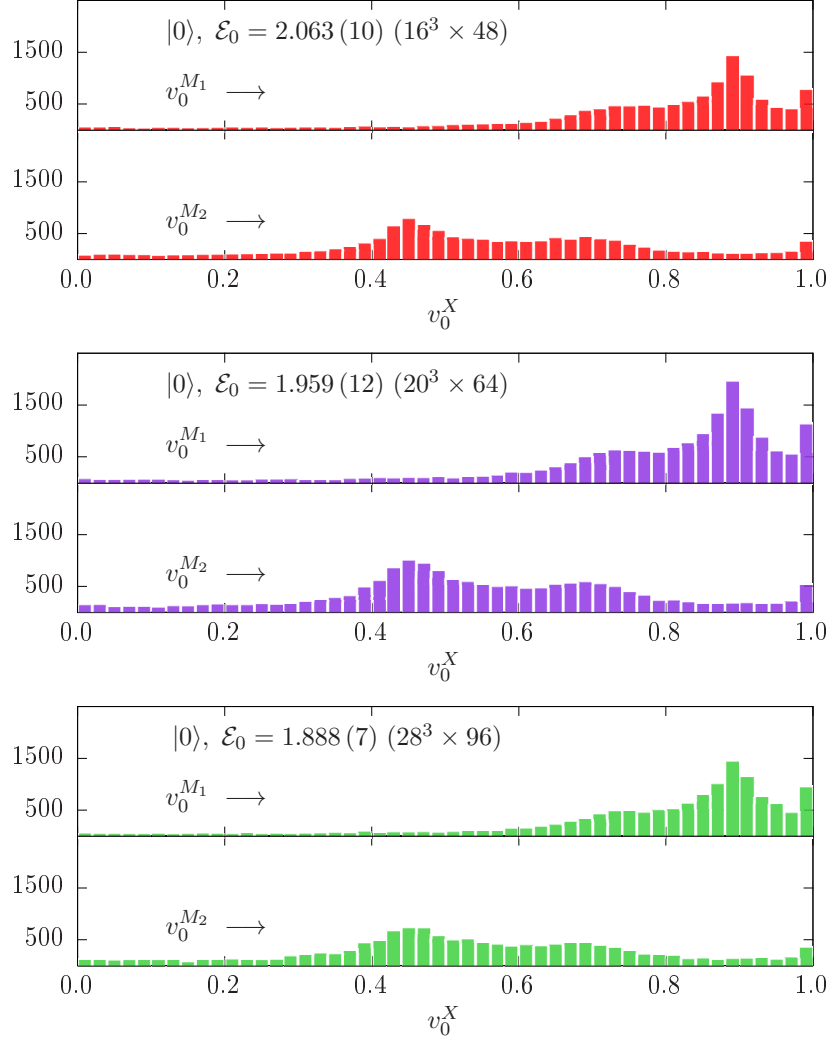 |0⟩, ℰ₀ = 2.063 (10) (16³ × 48)
1500
v₀^{M₁} ⟶
500
1500
v₀^{M₂} ⟶
500
0.0 0.2 0.4 0.6 0.8 1.0
v₀^X
|0⟩, ℰ₀ = 1.959 (12) (20³ × 64)
1500
v₀^{M₁} ⟶
500
1500
v₀^{M₂} ⟶
500
0.0 0.2 0.4 0.6 0.8 1.0
v₀^X
|0⟩, ℰ₀ = 1.888 (7) (28³ × 96)
1500
v₀^{M₁} ⟶
500
1500
v₀^{M₂} ⟶
500
0.0 0.2 0.4 0.6 0.8 1.0
v₀^X